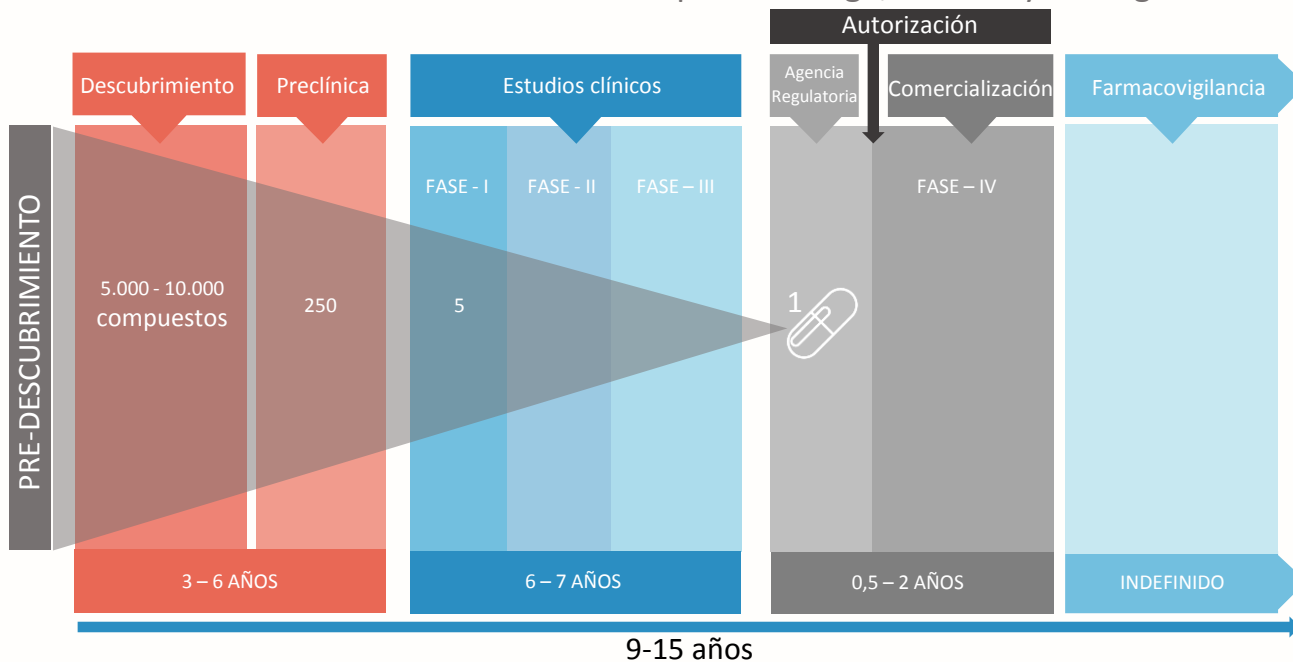 Autorización
Descubrimiento
Preclínica
Estudios clínicos
Agencia
Regulatoria
Comercialización
Farmacovigilancia
PRE-DESCUBRIMIENTO
FASE - I
FASE - II
FASE – III
FASE – IV
5.000 - 10.000
compuestos
250
5
1
3 – 6 AÑOS
6 – 7 AÑOS
0,5 – 2 AÑOS
INDEFINIDO
9-15 años